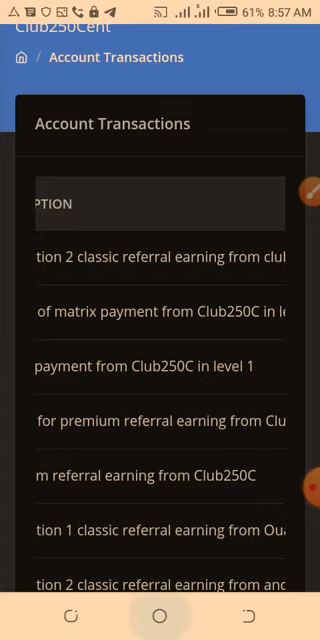 61% 8:57 AM
Club250Cent
/ Account Transactions
Account Transactions
PTION
tion 2 classic referral earning from clu
of matrix payment from Club250C in le
payment from Club250C in level 1
for premium referral earning from Clu
m referral earning from Club250C
tion 1 classic referral earning from Oua
tion 2 classic referral earning from and